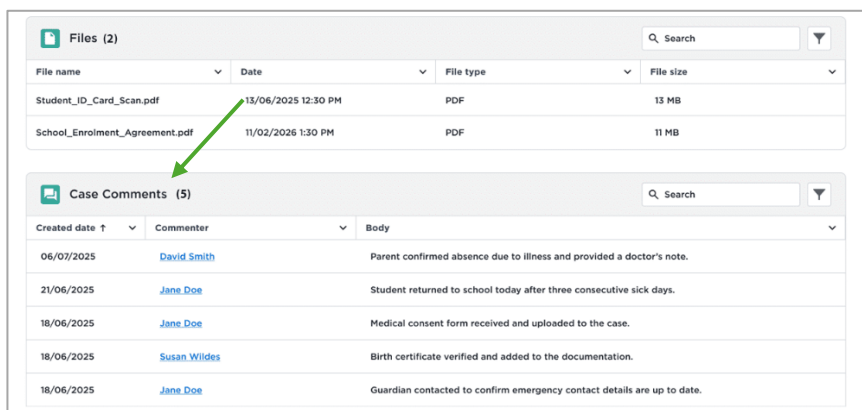 Files (2)
Search
File name Date File type File size
Student_ID_Card_Scan.pdf 13/06/2025 12:30 PM PDF 13 MB
School_Enrolment_Agreement.pdf 11/02/2026 1:30 PM PDF 11 MB
Case Comments (5)
Search
Created date ↑ Commenter Body
06/07/2025 David Smith Parent confirmed absence due to illness and provided a doctor's note.
21/06/2025 Jane Doe Student returned to school today after three consecutive sick days.
18/06/2025 Jane Doe Medical consent form received and uploaded to the case.
18/06/2025 Susan Wildes Birth certificate verified and added to the documentation.
18/06/2025 Jane Doe Guardian contacted to confirm emergency contact details are up to date.